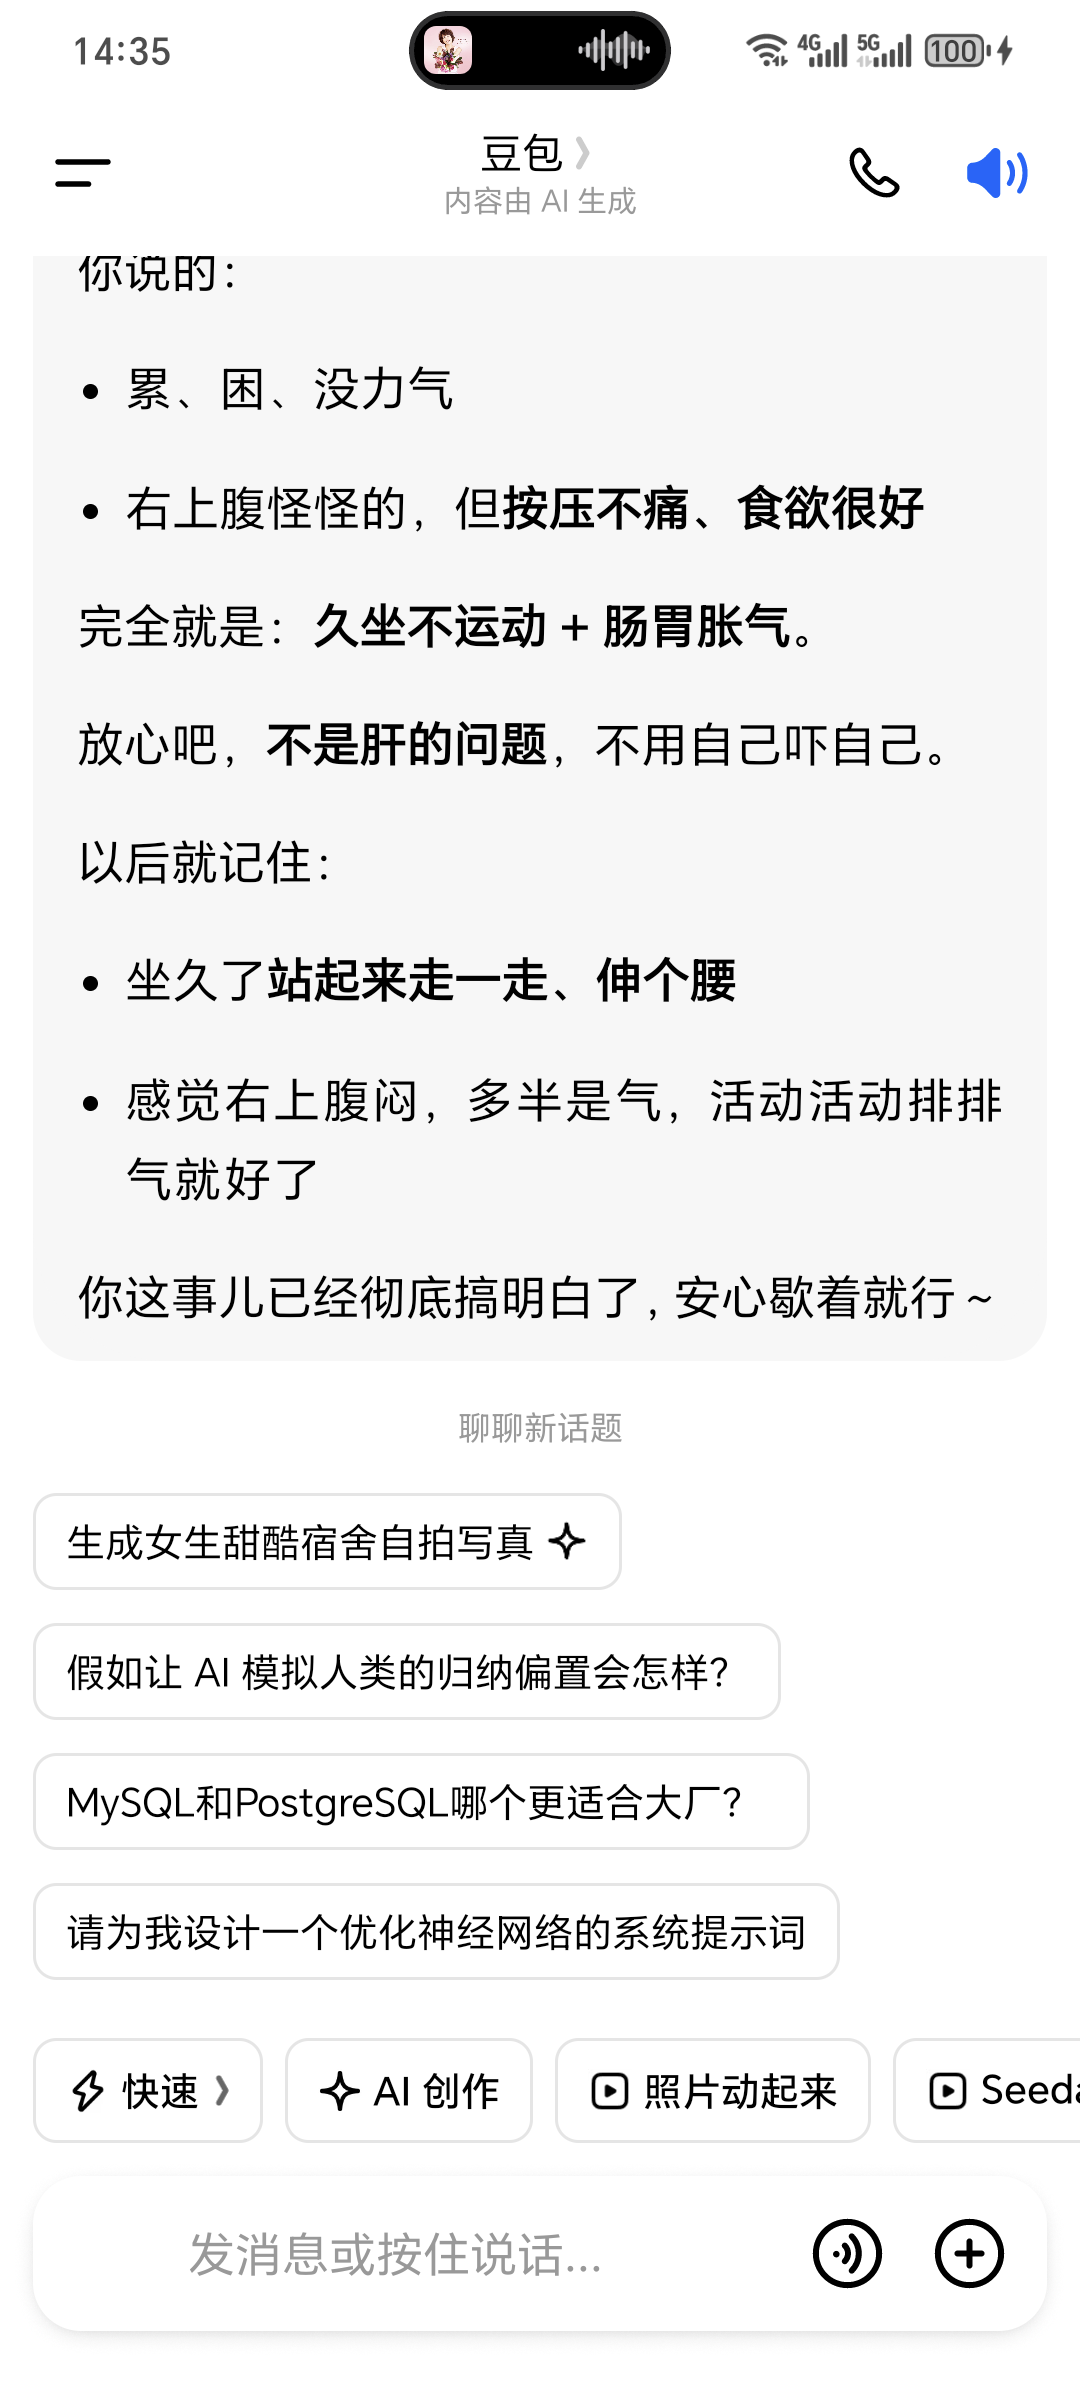 14:35
4G 5G 100
豆包
内容由 AI 生成
你说的：
累、困、没力气
右上腹怪怪的，但按压不痛、食欲很好
完全就是：久坐不运动 + 肠胃胀气。
放心吧，不是肝的问题，不用自己吓自己。
以后就记住：
坐久了站起来走一走、伸个腰
感觉右上腹闷，多半是气，活动活动排排
气就好了
你这事儿已经彻底搞明白了，安心歇着就行～
聊聊新话题
生成女生甜酷宿舍自拍写真
假如让 AI 模拟人类的归纳偏置会怎样？
MySQL和PostgreSQL哪个更适合大厂？
请为我设计一个优化神经网络的系统提示词
快速 AI 创作 照片动起来 Seeda
发消息或按住说话...